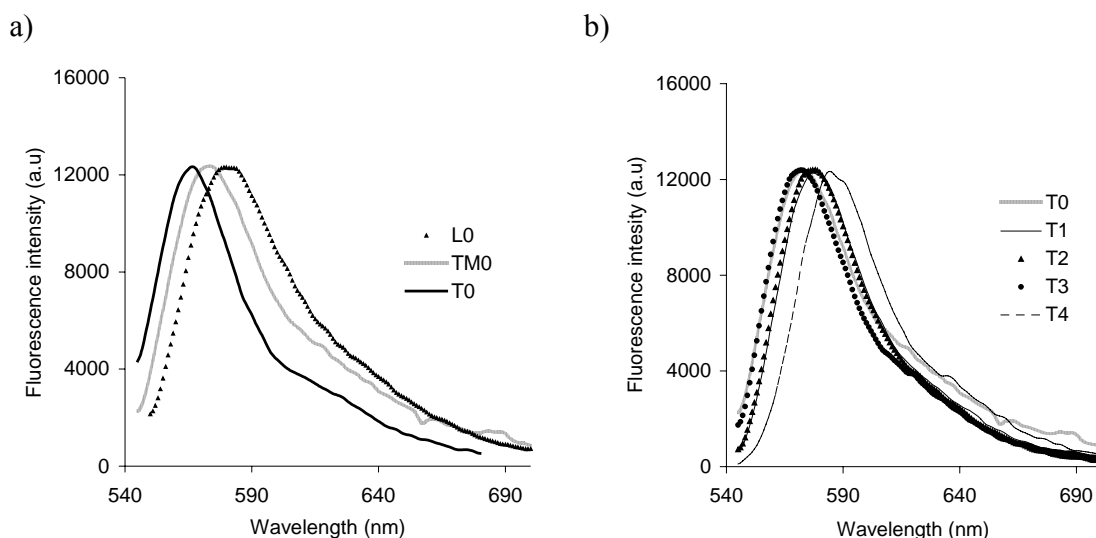 a)
Fluorescence intensity (a.u)
16000
12000
8000
4000
0
540
590
640
690
Wavelength (nm)
L0
TM0
T0
b)
Fluorescence intesity (a.u)
16000
12000
8000
4000
0
540
590
640
690
Wavelength (nm)
T0
T1
T2
T3
T4